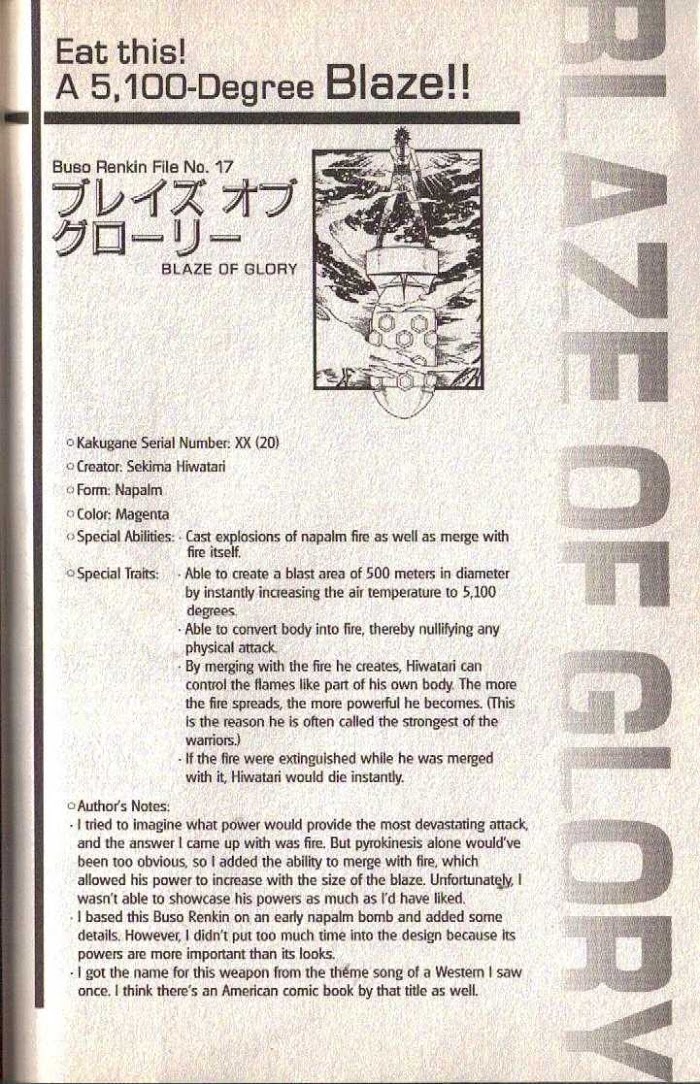 Eat this!
A 5,100-Degree Blaze!!
Buso Renkin File No. 17
ブレイズ オブ
グローリー
BLAZE OF GLORY
○Kakugane Serial Number: XX (20)
○Creator: Sekima Hiwatari
○Form: Napalm
○Color: Magenta
○Special Abilities: · Cast explosions of napalm fire as well as merge with
fire itself.
○Special Traits: · Able to create a blast area of 500 meters in diameter
by instantly increasing the air temperature to 5,100
degrees.
· Able to convert body into fire, thereby nullifying any
physical attack.
· By merging with the fire he creates, Hiwatari can
control the flames like part of his own body. The more
the fire spreads, the more powerful he becomes. (This
is the reason he is often called the strongest of the
warriors.)
· If the fire were extinguished while he was merged
with it, Hiwatari would die instantly.
○Author's Notes:
· I tried to imagine what power would provide the most devastating attack,
and the answer I came up with was fire. But pyrokinesis alone would've
been too obvious, so I added the ability to merge with fire, which
allowed his power to increase with the size of the blaze. Unfortunately, I
wasn't able to showcase his powers as much as I'd have liked.
· I based this Buso Renkin on an early napalm bomb and added some
details. However, I didn't put too much time into the design because its
powers are more important than its looks.
· I got the name for this weapon from the theme song of a Western I saw
once. I think there's an American comic book by that title as well.
BLAZE OF GLORY